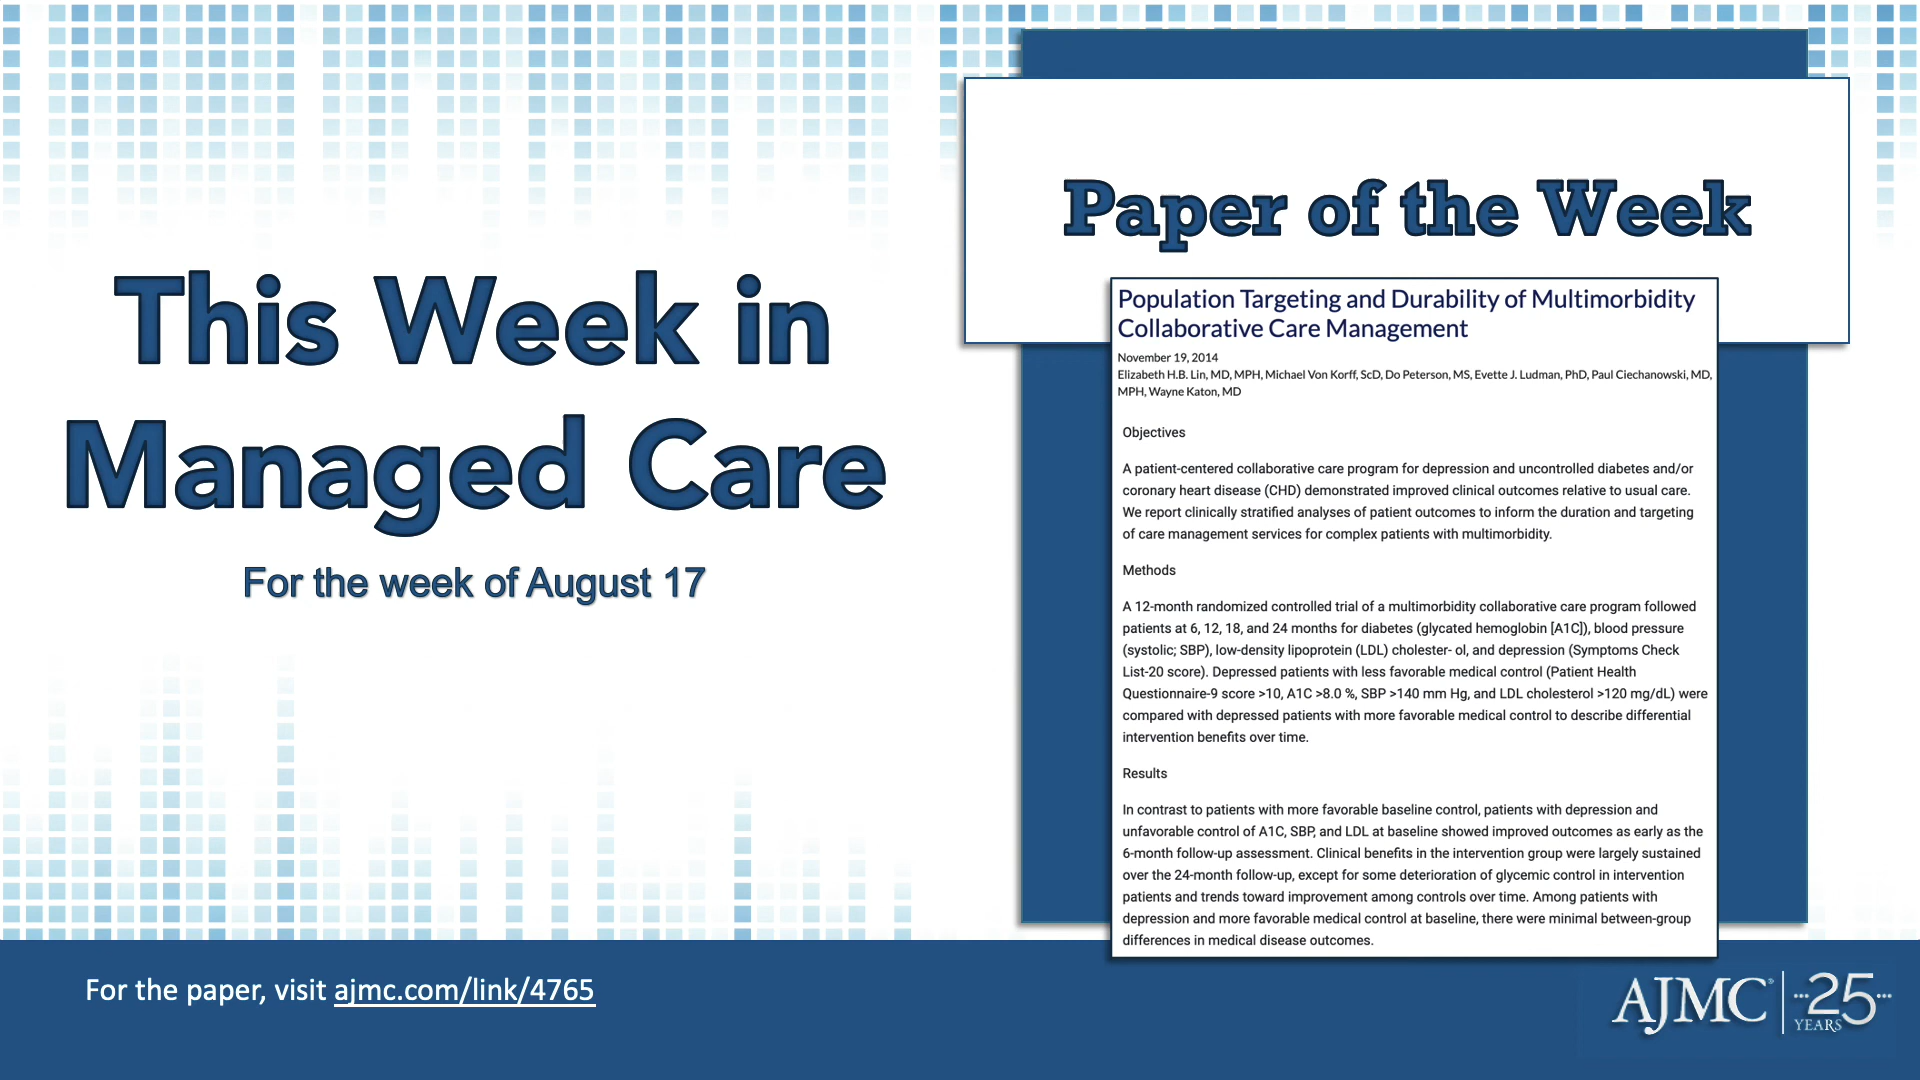 This Week in
Managed Care
For the week of August 17
Paper of the Week
Population Targeting and Durability of Multimorbidity
Collaborative Care Management
November 19, 2014
Elizabeth H.B. Lin, MD, MPH, Michael Von Korff, ScD, Do Peterson, MS, Evette J. Ludman, PhD, Paul Ciechanowski, MD,
MPH, Wayne Katon, MD
Objectives
A patient-centered collaborative care program for depression and uncontrolled diabetes and/or
coronary heart disease (CHD) demonstrated improved clinical outcomes relative to usual care.
We report clinically stratified analyses of patient outcomes to inform the duration and targeting
of care management services for complex patients with multimorbidity.
Methods
A 12-month randomized controlled trial of a multimorbidity collaborative care program followed
patients at 6, 12, 18, and 24 months for diabetes (glycated hemoglobin [A1C]), blood pressure
(systolic; SBP), low-density lipoprotein (LDL) cholester- ol, and depression (Symptoms Check
List-20 score). Depressed patients with less favorable medical control (Patient Health
Questionnaire-9 score >10, A1C >8.0 %, SBP >140 mm Hg, and LDL cholesterol >120 mg/dL) were
compared with depressed patients with more favorable medical control to describe differential
intervention benefits over time.
Results
In contrast to patients with more favorable baseline control, patients with depression and
unfavorable control of A1C, SBP, and LDL at baseline showed improved outcomes as early as the
6-month follow-up assessment. Clinical benefits in the intervention group were largely sustained
over the 24-month follow-up, except for some deterioration of glycemic control in intervention
patients and trends toward improvement among controls over time. Among patients with
depression and more favorable medical control at baseline, there were minimal between-group
differences in medical disease outcomes.
For the paper, visit ajmc.com/link/4765
AJMC® 25
YEARS